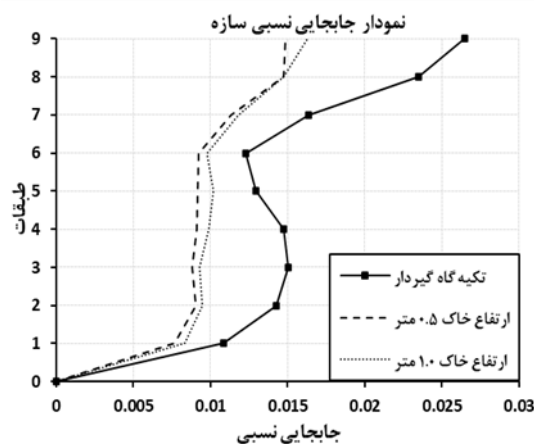 نمودار جابجایی نسبی سازه
9
8
7
6
5
4
3
2
1
0
طبقات
تکیه گاه گیردار
ارتفاع خاک ۰.۵ متر
ارتفاع خاک ۱.۰ متر
0 0.005 0.01 0.015 0.02 0.025 0.03
جابجایی نسبی